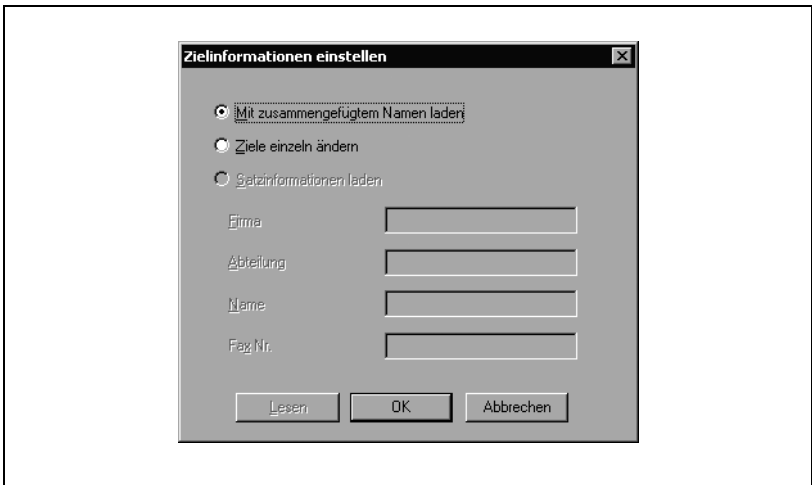 Zielinformationen einstellen
Mit zusammengefügtem Namen laden
Ziele einzeln ändern
Satzinformationen laden
Firma
Abteilung
Name
Fax Nr.
Lesen OK Abbrechen